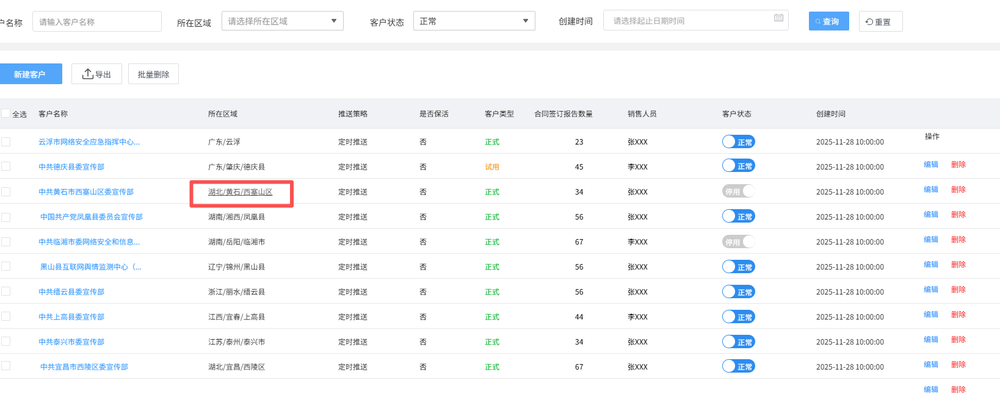 户名称 请输入客户名称 所在区域 请选择所在区域 客户状态 正常 创建时间 请选择起止日期时间 查询 重置
新建客户 导出 批量删除
全选 客户名称 所在区域 推送策略 是否保活 客户类型 合同签订报告数量 销售人员 客户状态 创建时间
操作
云浮市网络安全应急指挥中心... 广东/云浮 定时推送 否 正式 23 张XXX 正常 2025-11-28 10:00:00
中共德庆县委宣传部 广东/肇庆/德庆县 定时推送 否 试用 45 李XXX 正常 2025-11-28 10:00:00 编辑 删除
中共黄石市西塞山区委宣传部 湖北/黄石/西塞山区 定时推送 否 正式 34 张XXX 停用 2025-11-28 10:00:00 编辑 删除
中国共产党凤凰县委员会宣传部 湖南/湘西/凤凰县 定时推送 否 正式 56 张XXX 正常 2025-11-28 10:00:00 编辑 删除
中共临湘市委网络安全和信息... 湖南/岳阳/临湘市 定时推送 否 正式 67 李XXX 停用 2025-11-28 10:00:00 编辑 删除
黑山县互联网舆情监测中心（... 辽宁/锦州/黑山县 定时推送 否 正式 56 张XXX 正常 2025-11-28 10:00:00 编辑 删除
中共缙云县委宣传部 浙江/丽水/缙云县 定时推送 否 正式 56 张XXX 正常 2025-11-28 10:00:00 编辑 删除
中共上高县委宣传部 江西/宜春/上高县 定时推送 否 正式 44 李XXX 正常 2025-11-28 10:00:00 编辑 删除
中共泰兴市委宣传部 江苏/泰州/泰兴市 定时推送 否 正式 34 张XXX 正常 2025-11-28 10:00:00 编辑 删除
中共宜昌市西陵区委宣传部 湖北/宜昌/西陵区 定时推送 否 正式 67 张XXX 正常 2025-11-28 10:00:00 编辑 删除
编辑 删除